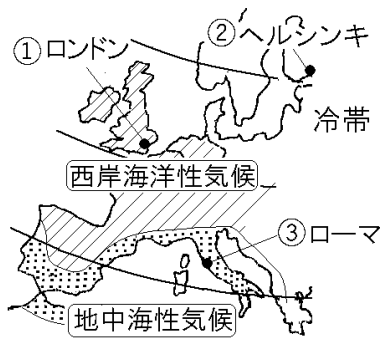 ①ロンドン
②ヘルシンキ
冷帯
西岸海洋性気候
③ローマ
地中海性気候